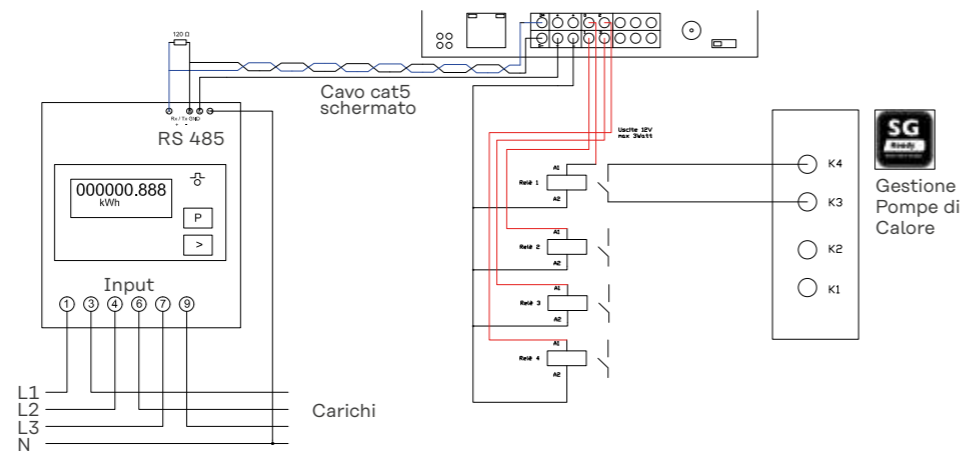 120 Ω
Cavo cat5
schermato
Rx / Tx GND
RS 485
000000.888
kWh
P
>
Input
1 3 4 6 7 9
L1
L2
L3
N
Carichi
Uscite 12V
max 3Watt
A1
Relè 1
A2
A1
Relè 2
A2
A1
Relè 3
A2
A1
Relè 4
A2
K4
K3
K2
K1
SG
Ready
Gestione
Pompe di
Calore